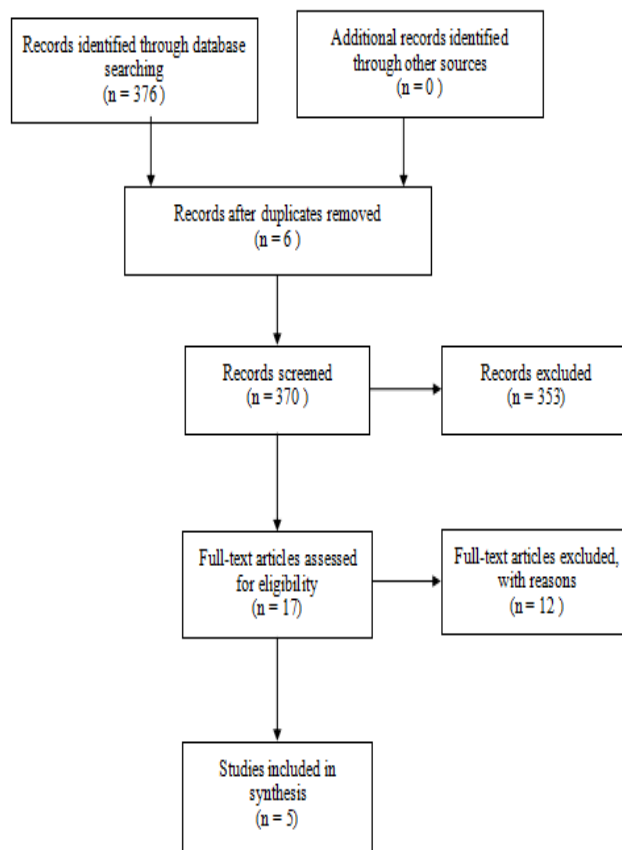 Records identified through database
searching
(n = 376 )
Additional records identified
through other sources
(n = 0 )
Records after duplicates removed
(n = 6 )
Records screened
(n = 370 )
Records excluded
(n = 353)
Full-text articles assessed
for eligibility
(n = 17)
Full-text articles excluded,
with reasons
(n = 12 )
Studies included in
synthesis
(n = 5)